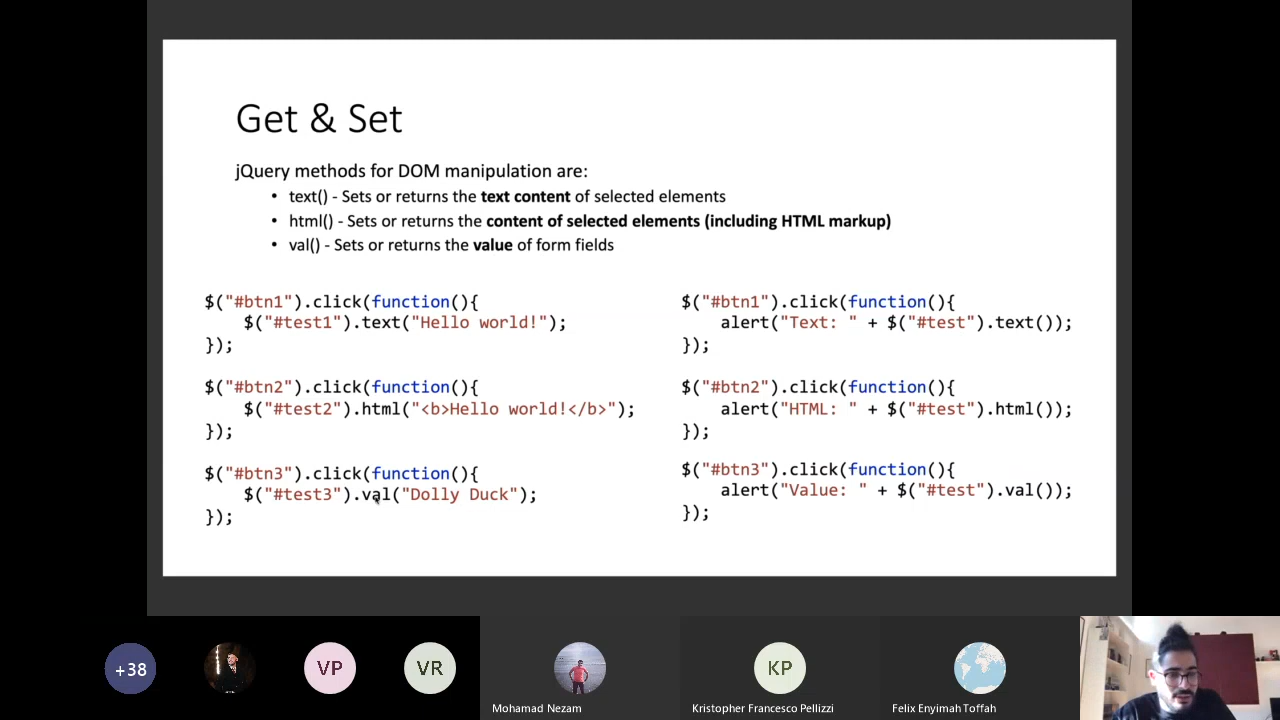 Get & Set
jQuery methods for DOM manipulation are:
• text() - Sets or returns the text content of selected elements
• html() - Sets or returns the content of selected elements (including HTML markup)
• val() - Sets or returns the value of form fields
$("#btn1").click(function(){
$("#test1").text("Hello world!");
});
$("#btn2").click(function(){
$("#test2").html("<b>Hello world!</b>");
});
$("#btn3").click(function(){
$("#test3").val("Dolly Duck");
});
$("#btn1").click(function(){
alert("Text: " + $("#test").text());
});
$("#btn2").click(function(){
alert("HTML: " + $("#test").html());
});
$("#btn3").click(function(){
alert("Value: " + $("#test").val());
});
+38
VP
VR
KP
Mohamad Nezam
Kristopher Francesco Pellizzi
Felix Enyimah Toffah